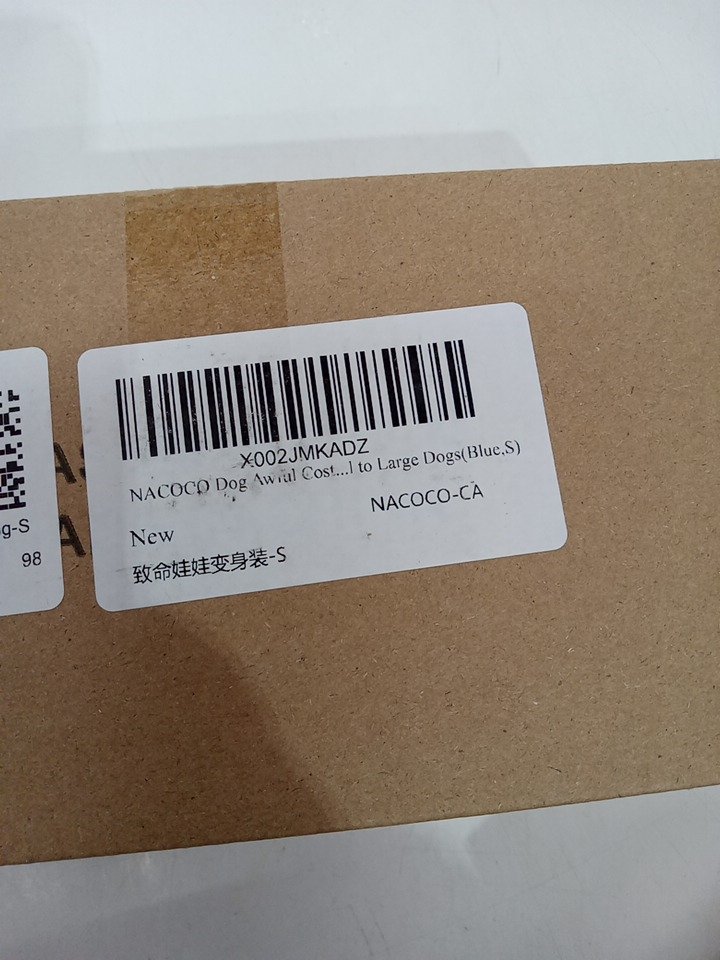 X002JMKADZ
NACOCO Dog Awful Cost...l to Large Dogs(Blue,S)
NACOCO-CA
New
致命娃娃变身装-S
g-S
98